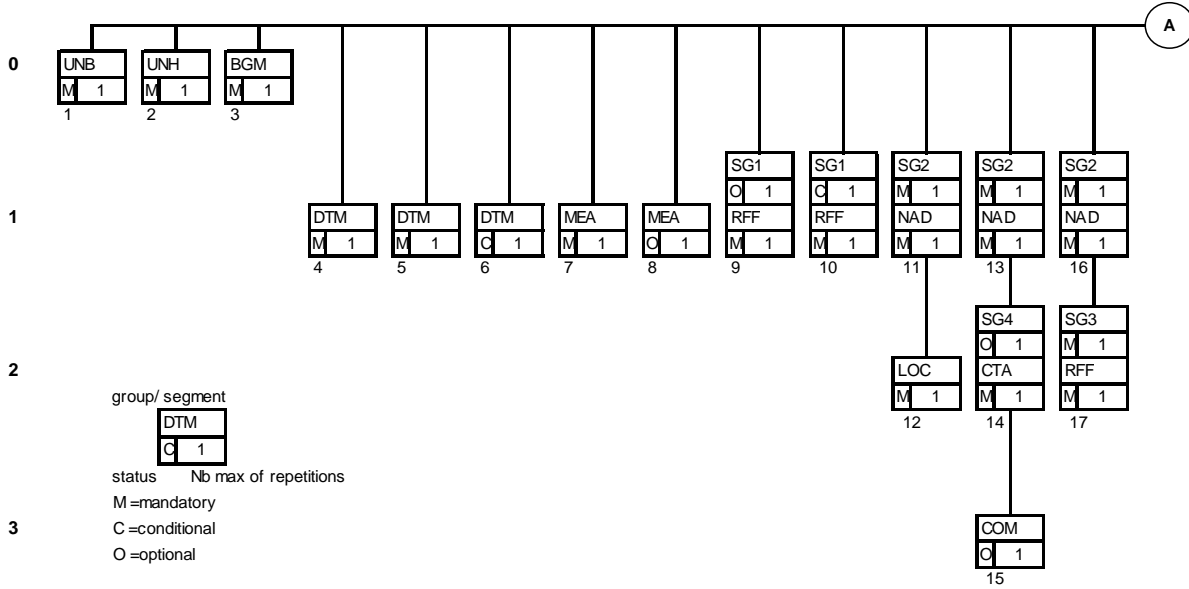 A
0 UNB UNH BGM
M 1 M 1 M 1
1 2 3
SG1 SG1 SG2 SG2 SG2
O 1 C 1 M 1 M 1 M 1
1 DTM DTM DTM MEA MEA RFF RFF NAD NAD NAD
M 1 M 1 C 1 M 1 O 1 M 1 M 1 M 1 M 1 M 1
4 5 6 7 8 9 10 11 13 16
SG4 SG3
O 1 M 1
2 LOC CTA RFF
M 1 M 1 M 1
12 14 17
group/ segment
DTM
C 1
status Nb max of repetitions
M =mandatory
3 C =conditional COM
O =optional O 1
15